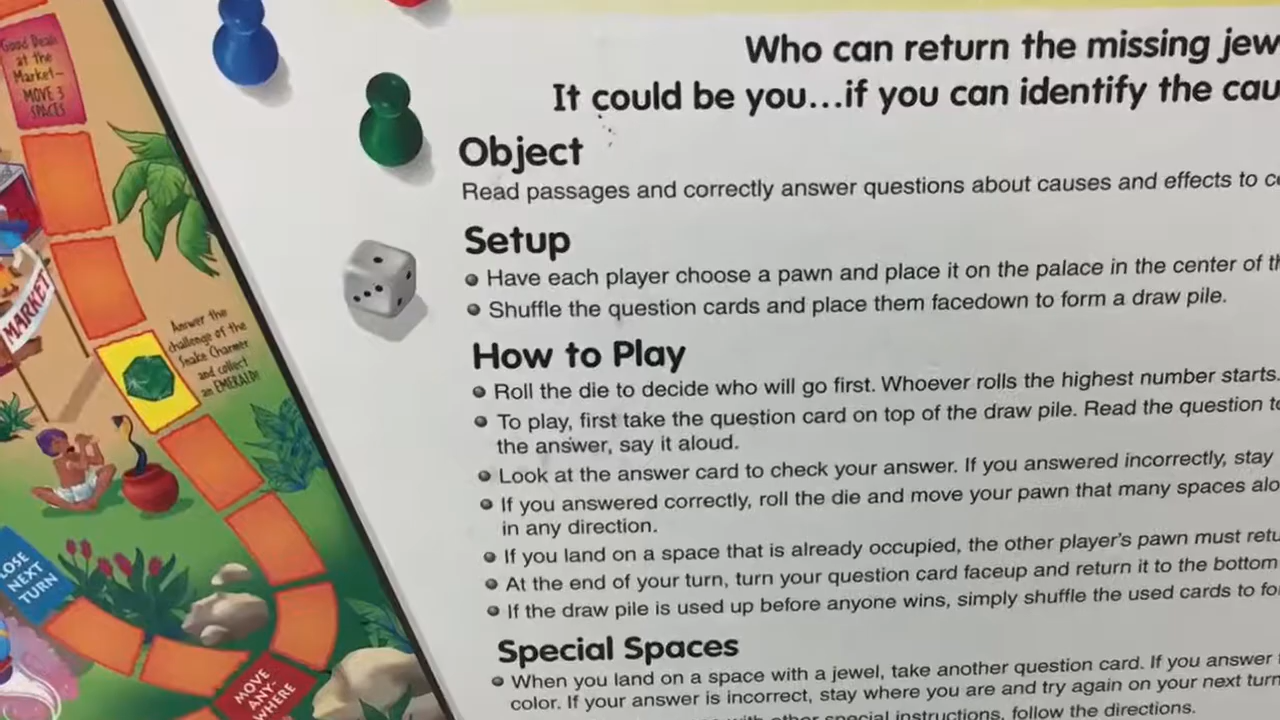 Good Deals
at the
Market-
MOVE 3
SPACES
MARKET
Answer the
challenge of the
Snake Charmer
and collect
an EMERALD!
LOSE
NEXT
TURN
MOVE
ANY-
WHERE
Who can return the missing jew
It could be you...if you can identify the cau
Object
Read passages and correctly answer questions about causes and effects to c
Setup
Have each player choose a pawn and place it on the palace in the center of th
Shuffle the question cards and place them facedown to form a draw pile.
How to Play
Roll the die to decide who will go first. Whoever rolls the highest number starts.
To play, first take the question card on top of the draw pile. Read the question to
the answer, say it aloud.
Look at the answer card to check your answer. If you answered incorrectly, stay
If you answered correctly, roll the die and move your pawn that many spaces alo
in any direction.
If you land on a space that is already occupied, the other player's pawn must retu
At the end of your turn, turn your question card faceup and return it to the bottom
If the draw pile is used up before anyone wins, simply shuffle the used cards to fo
Special Spaces
When you land on a space with a jewel, take another question card. If you answer
color. If your answer is incorrect, stay where you are and try again on your next turn
with other special instructions, follow the directions.